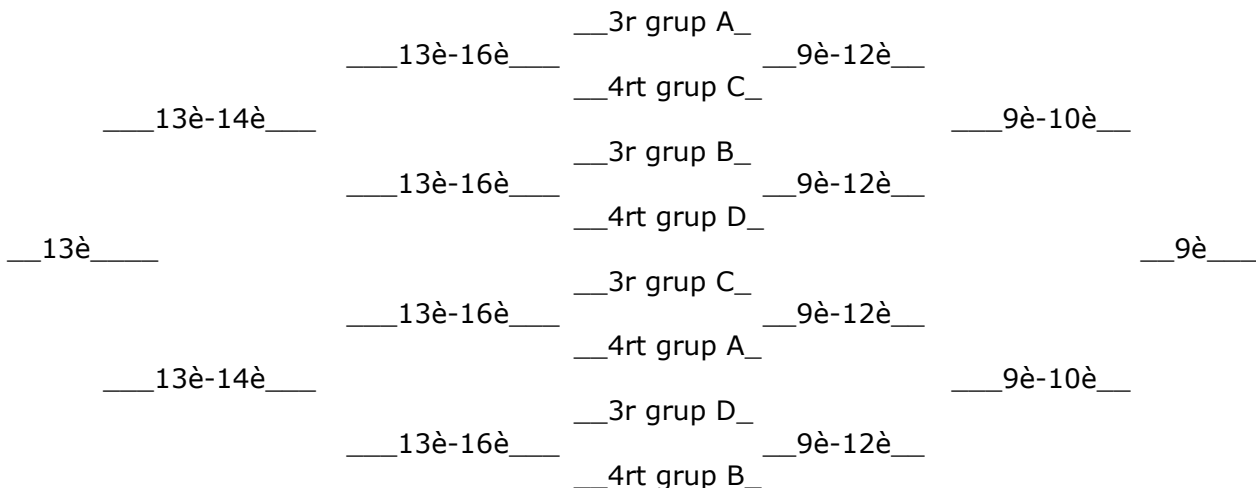 __3r grup A_
___13è-16è___ __9è-12è__
__4rt grup C_
___13è-14è___ ___9è-10è__
__3r grup B_
___13è-16è___ __9è-12è__
__4rt grup D_
__13è____ __9è___
__3r grup C_
___13è-16è___ __9è-12è__
__4rt grup A_
___13è-14è___ ___9è-10è__
__3r grup D_
___13è-16è___ __9è-12è__
__4rt grup B_